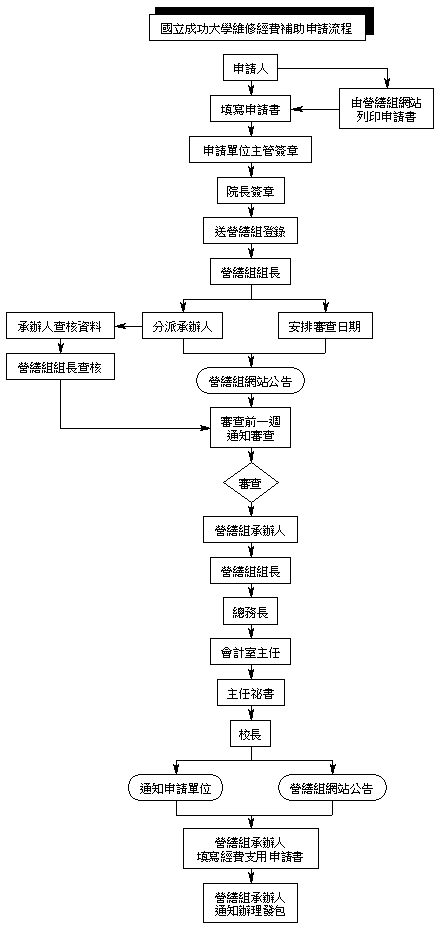 國立成功大學維修經費補助申請流程
申請人
由營繕組網站
列印申請書
填寫申請書
申請單位主管簽章
院長簽章
送營繕組登錄
營繕組組長
承辦人查核資料
分派承辦人
安排審查日期
營繕組組長查核
營繕組網站公告
審查前一週
通知審查
審查
營繕組承辦人
營繕組組長
總務長
會計室主任
主任祕書
校長
通知申請單位
營繕組網站公告
營繕組承辦人
填寫經費支用申請書
營繕組承辦人
通知辦理發包